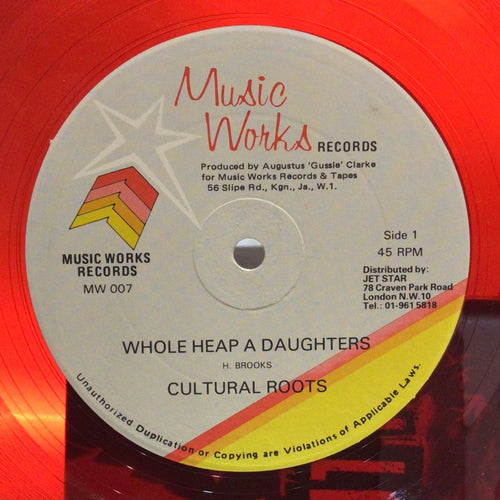 Music
Works RECORDS
Produced by Augustus 'Gussie' Clarke
for Music Works Records & Tapes
56 Slipe Rd., Kgn., Ja., W.1.
MUSIC WORKS
RECORDS
MW 007
Side 1
45 RPM
Distributed by:
JET STAR
78 Craven Park Road
London N.W.10
Tel.: 01-961 5818
WHOLE HEAP A DAUGHTERS
H. BROOKS
CULTURAL ROOTS
Unauthorized Duplication or Copying are Violations of Applicable Laws.